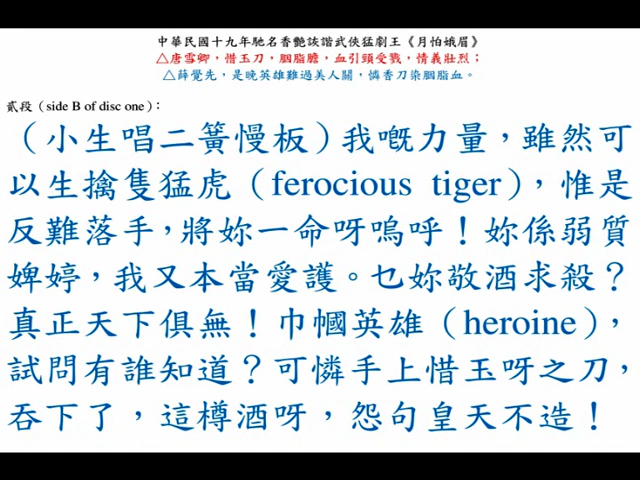 中華民國十九年馳名香艷詼諧武俠猛劇王《月怕娥眉》
△唐雪卿，惜玉刀，胭脂膽，血引頸受戮，情義壯烈；
△薛覺先，是晚英雄難過美人關，憐香刀染胭脂血。
貳段（side B of disc one）：
（小生唱二簧慢板）我嘅力量，雖然可
以生擒隻猛虎（ferocious tiger），惟是
反難落手，將妳一命呀嗚呼！妳係弱質
婢婷，我又本當愛護。乜妳敬酒求殺？
真正天下俱無！巾幗英雄（heroine），
試問有誰知道？可憐手上惜玉呀之刀，
吞下了，這樽酒呀，怨句皇天不造！